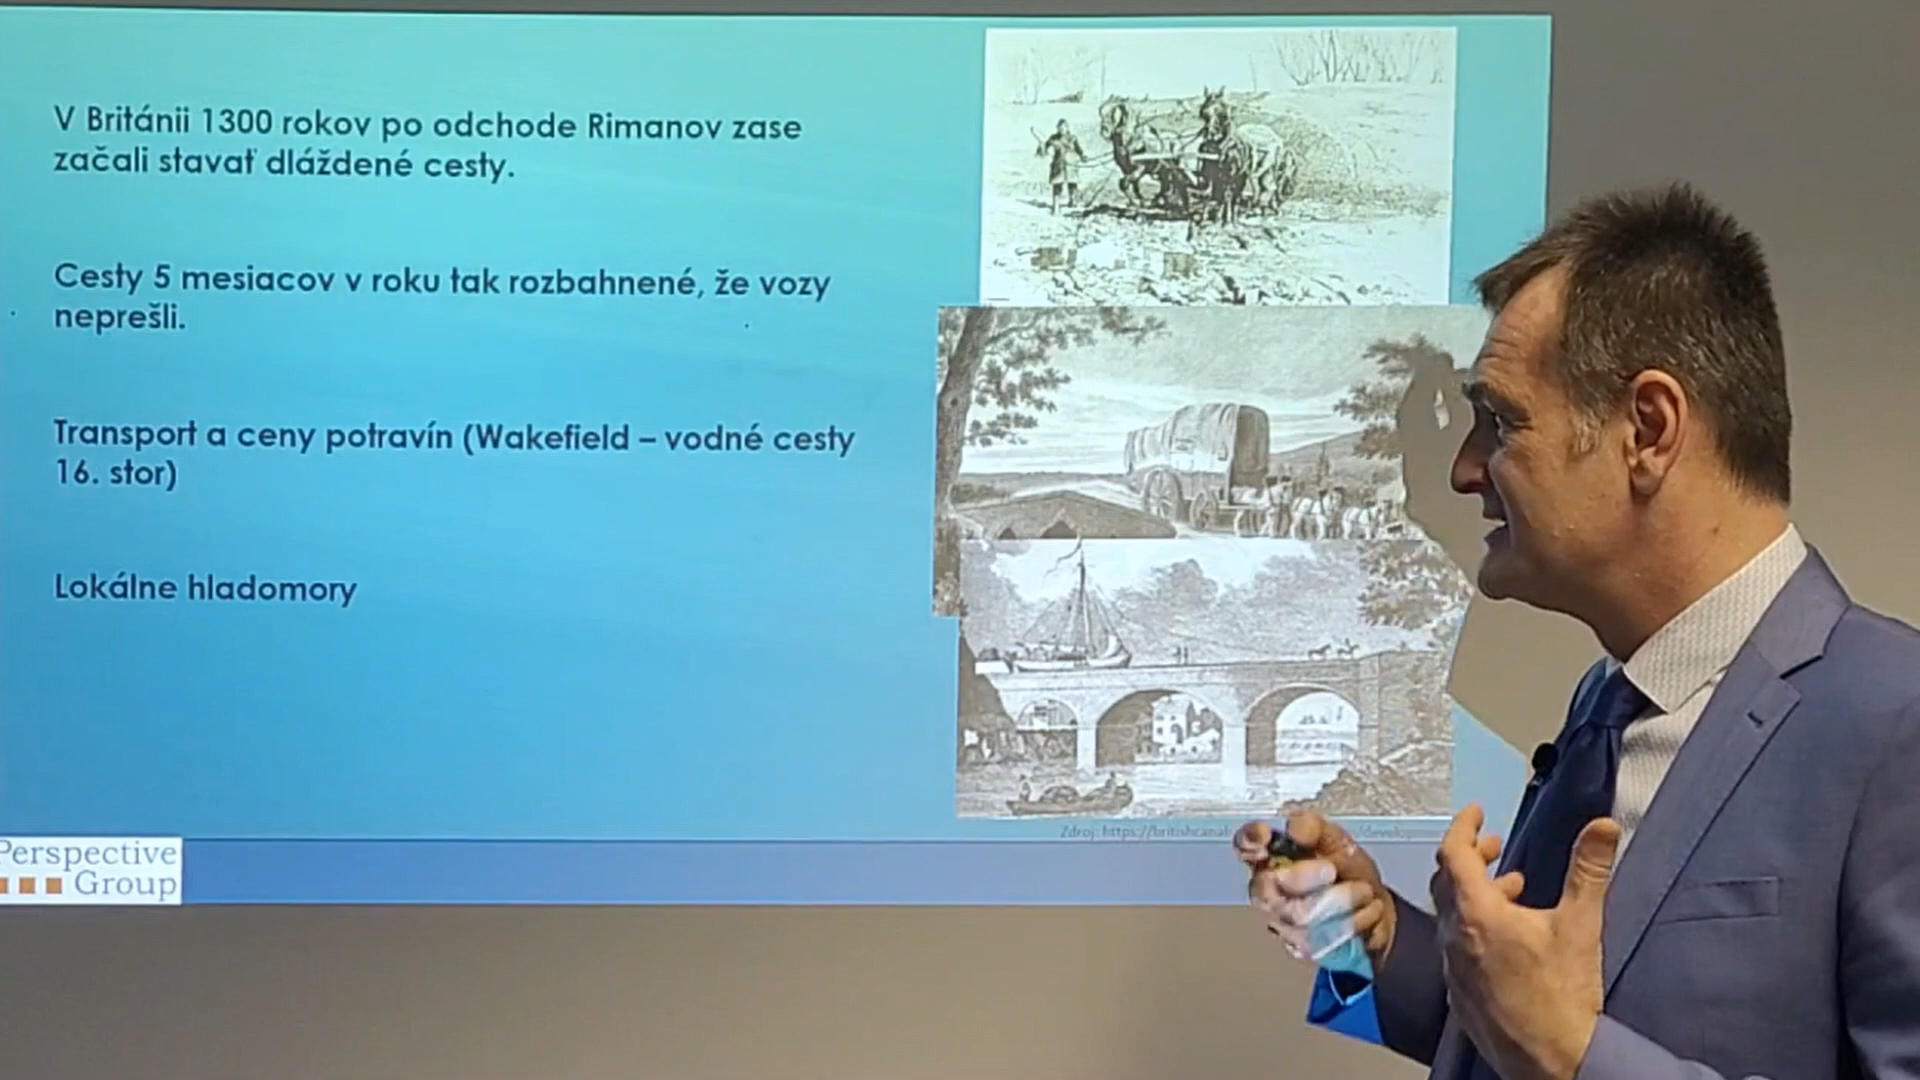 V Británii 1300 rokov po odchode Rimanov zase
začali stavať dláždené cesty.
Cesty 5 mesiacov v roku tak rozbahnené, že vozy
neprešli.
Transport a ceny potravín (Wakefield – vodné cesty
16. stor)
Lokálne hladomory
Zdroj:
Perspective
Group